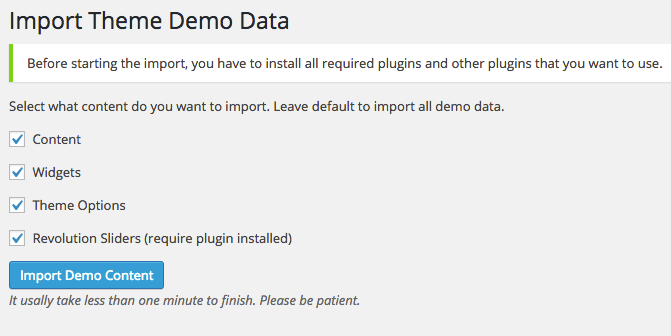 Import Theme Demo Data
Before starting the import, you have to install all required plugins and other plugins that you want to use.
Select what content do you want to import. Leave default to import all demo data.
Content
Widgets
Theme Options
Revolution Sliders (require plugin installed)
Import Demo Content
It usally take less than one minute to finish. Please be patient.